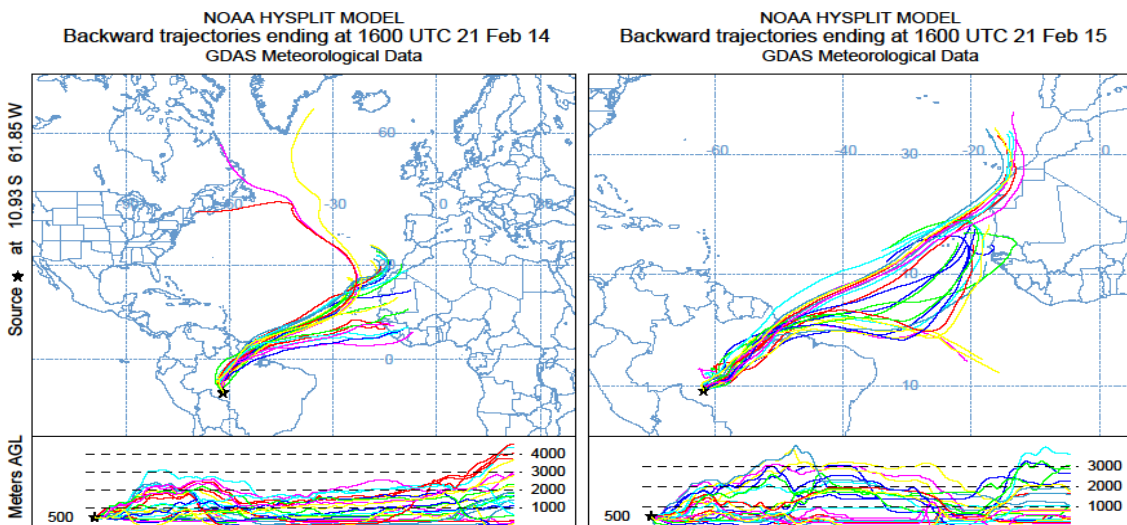 NOAA HYSPLIT MODEL
Backward trajectories ending at 1600 UTC 21 Feb 14
GDAS Meteorological Data
Source ★ at 10.93 S 61.85 W
60
-30
0
0
Meters AGL
500
4000
3000
2000
1000
NOAA HYSPLIT MODEL
Backward trajectories ending at 1600 UTC 21 Feb 15
GDAS Meteorological Data
-60
-40
-20
0
30
10
500
3000
2000
1000